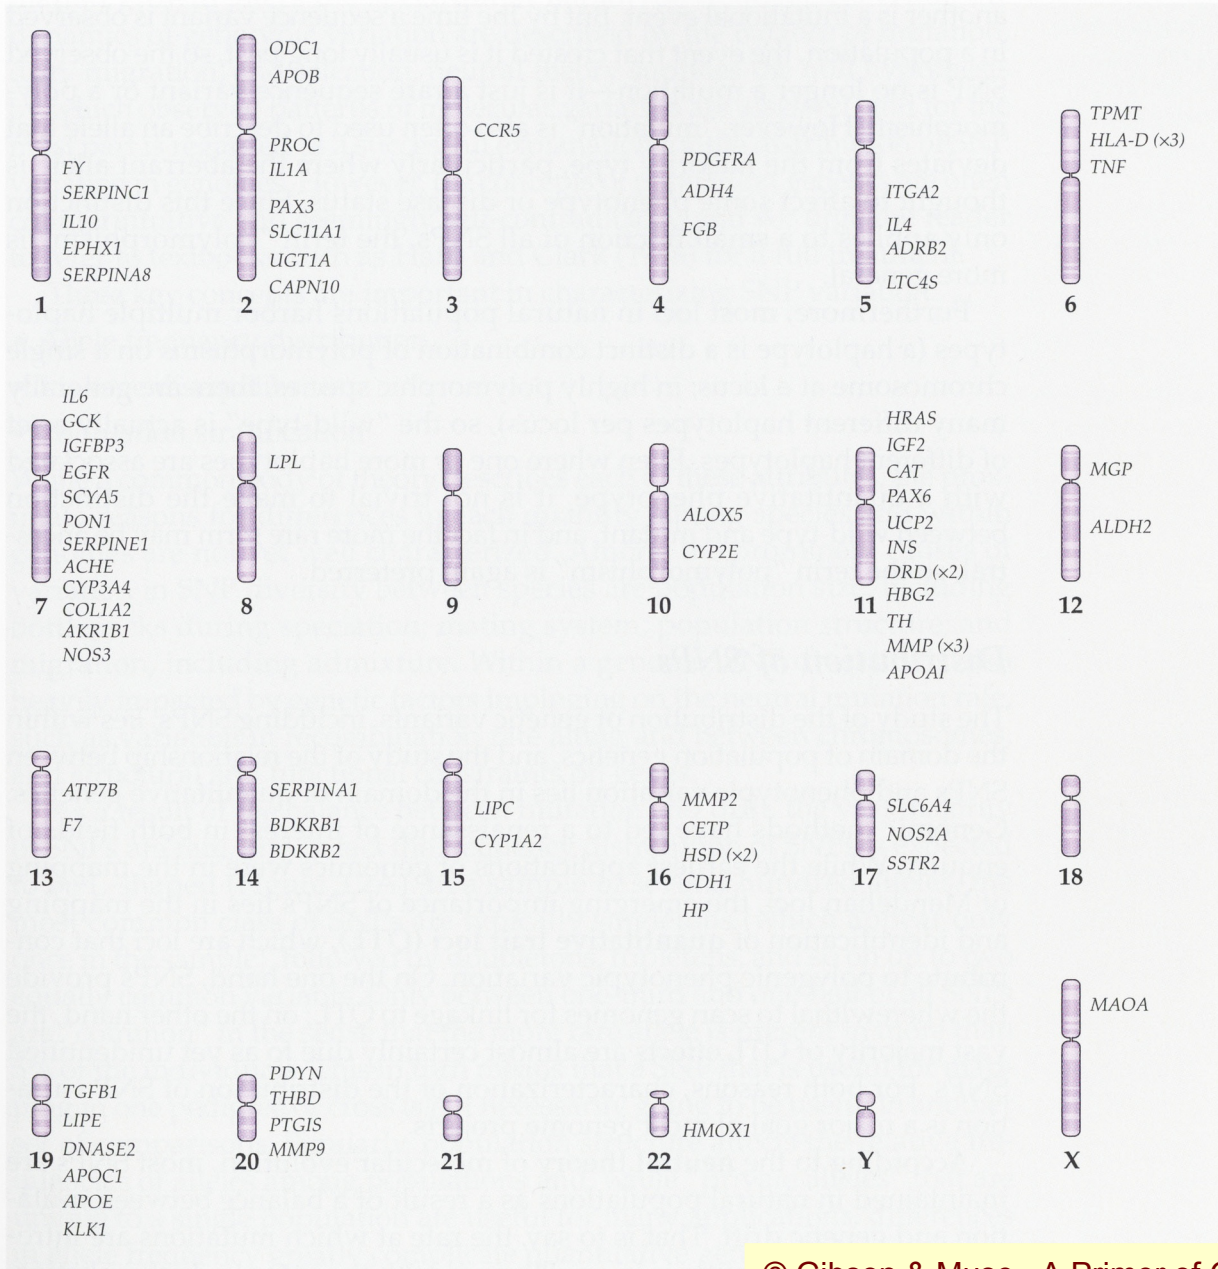 FY
SERPINC1
IL10
EPHX1
SERPINA8
1
ODC1
APOB
PROC
IL1A
PAX3
SLC11A1
UGT1A
CAPN10
2
CCR5
3
PDGFRA
ADH4
FGB
4
ITGA2
IL4
ADRB2
LTC4S
5
TPMT
HLA-D (×3)
TNF
6
IL6
GCK
IGFBP3
EGFR
SCYA5
PON1
SERPINE1
ACHE
CYP3A4
COL1A2
AKR1B1
NOS3
7
LPL
8
9
ALOX5
CYP2E
10
HRAS
IGF2
CAT
PAX6
UCP2
INS
DRD (×2)
HBG2
TH
MMP (×3)
APOAI
11
MGP
ALDH2
12
ATP7B
F7
13
SERPINA1
BDKRB1
BDKRB2
14
LIPC
CYP1A2
15
MMP2
CETP
HSD (×2)
CDH1
HP
16
SLC6A4
NOS2A
SSTR2
17
18
TGFB1
LIPE
DNASE2
APOC1
APOE
KLK1
19
PDYN
THBD
PTGIS
MMP9
20
21
HMOX1
22
Y
MAOA
X
© Gibson & Muse A Primer of